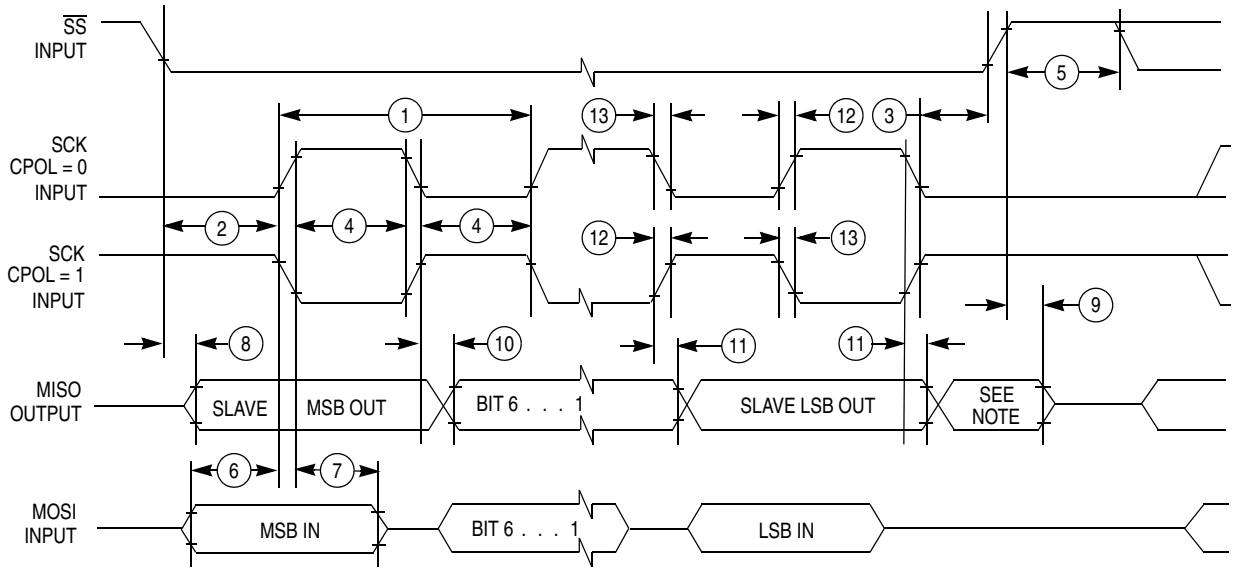 SS
INPUT
5
1
13
12
3
SCK
CPOL = 0
INPUT
2
4
4
12
13
SCK
CPOL = 1
INPUT
8
10
11
11
9
MISO
OUTPUT
SLAVE
MSB OUT
BIT 6 . . . 1
SLAVE LSB OUT
SEE
NOTE
6
7
MOSI
INPUT
MSB IN
BIT 6 . . . 1
LSB IN